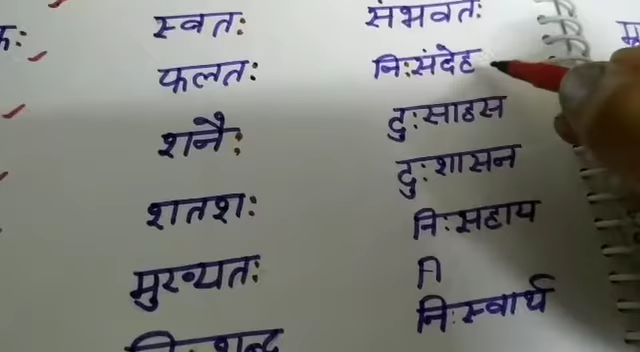 स्वतः
फलतः
शनैः
शतशः
मुख्यतः
संभवतः
निःसंदेह
दुःसाहस
दुःशासन
निःसहाय
नि
निःस्वार्थ